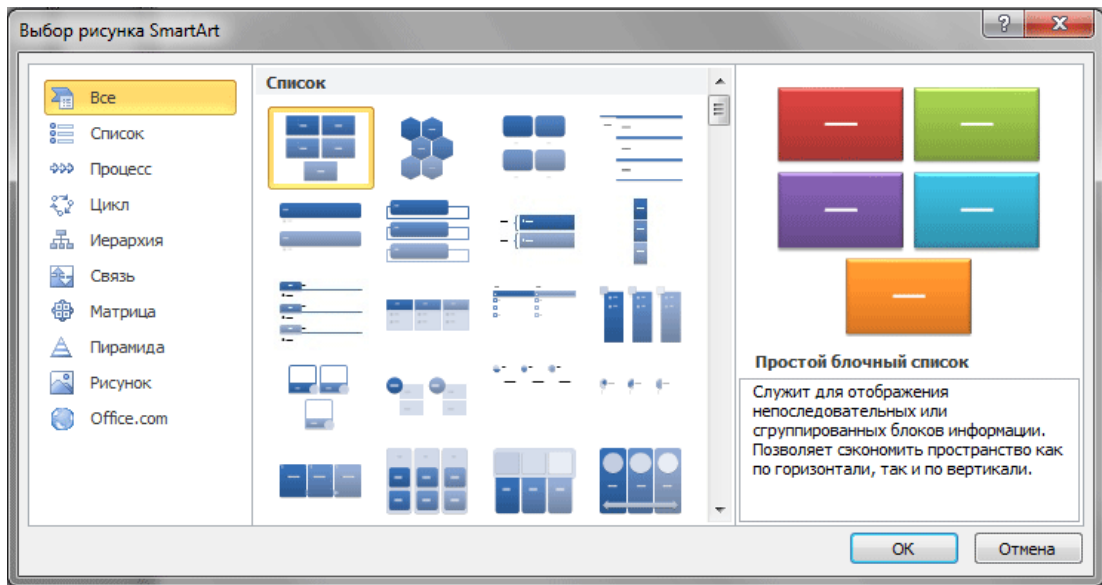 Выбор рисунка SmartArt
Все
Список
Процесс
Цикл
Иерархия
Связь
Матрица
Пирамида
Рисунок
Office.com
Список
Простой блочный список
Служит для отображения
непоследовательных или
сгруппированных блоков информации.
Позволяет сэкономить пространство как
по горизонтали, так и по вертикали.
ОК
Отмена